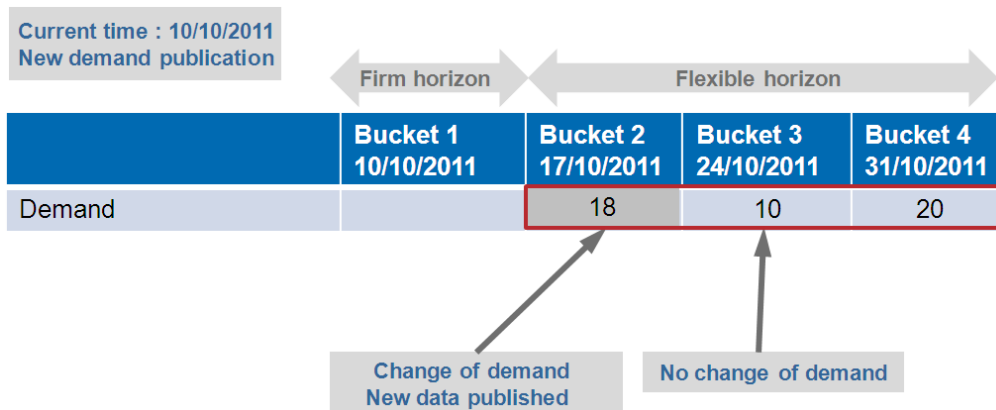 Current time : 10/10/2011
New demand publication
Firm horizon
Flexible horizon
Bucket 1
10/10/2011
Bucket 2
17/10/2011
Bucket 3
24/10/2011
Bucket 4
31/10/2011
Demand
18
10
20
Change of demand
New data published
No change of demand